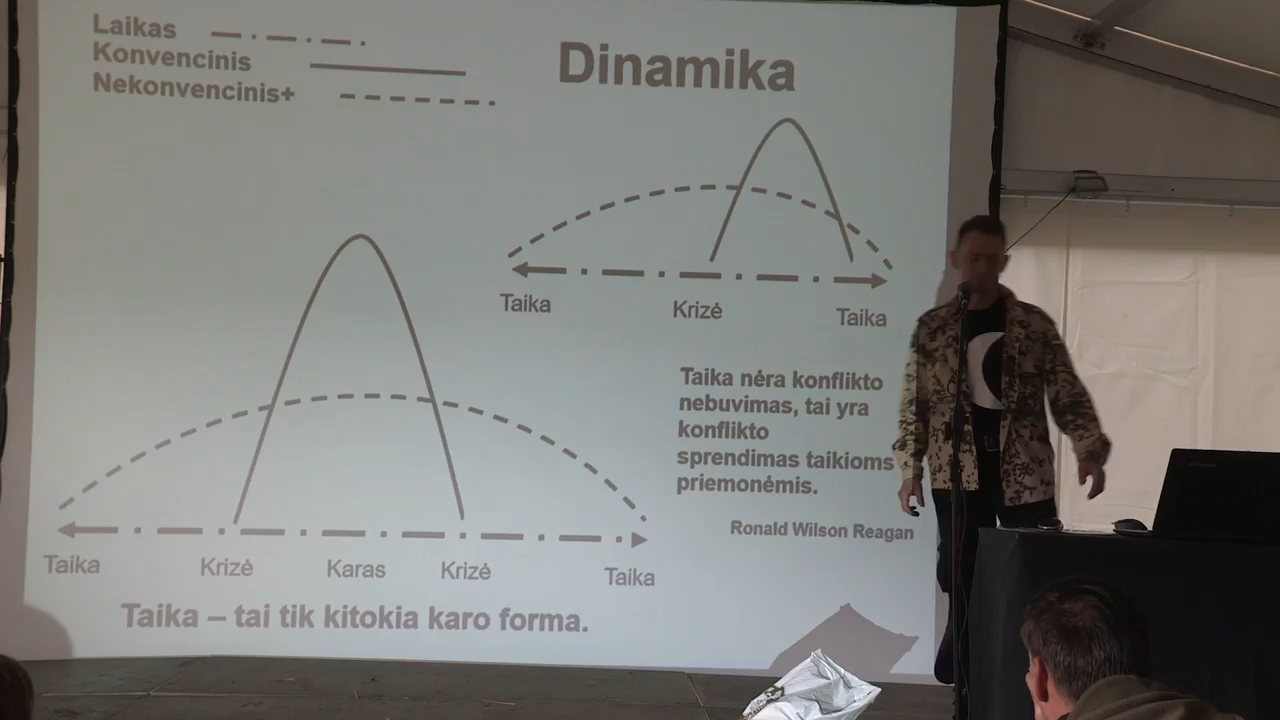 Laikas
Konvencinis
Nekonvencinis+
Dinamika
Taika
Krizė
Taika
Taika nėra konflikto
nebuvimas, tai yra
konflikto
sprendimas taikioms
priemonėmis.
Ronald Wilson Reagan
Taika
Krizė
Karas
Krizė
Taika
Taika – tai tik kitokia karo forma.